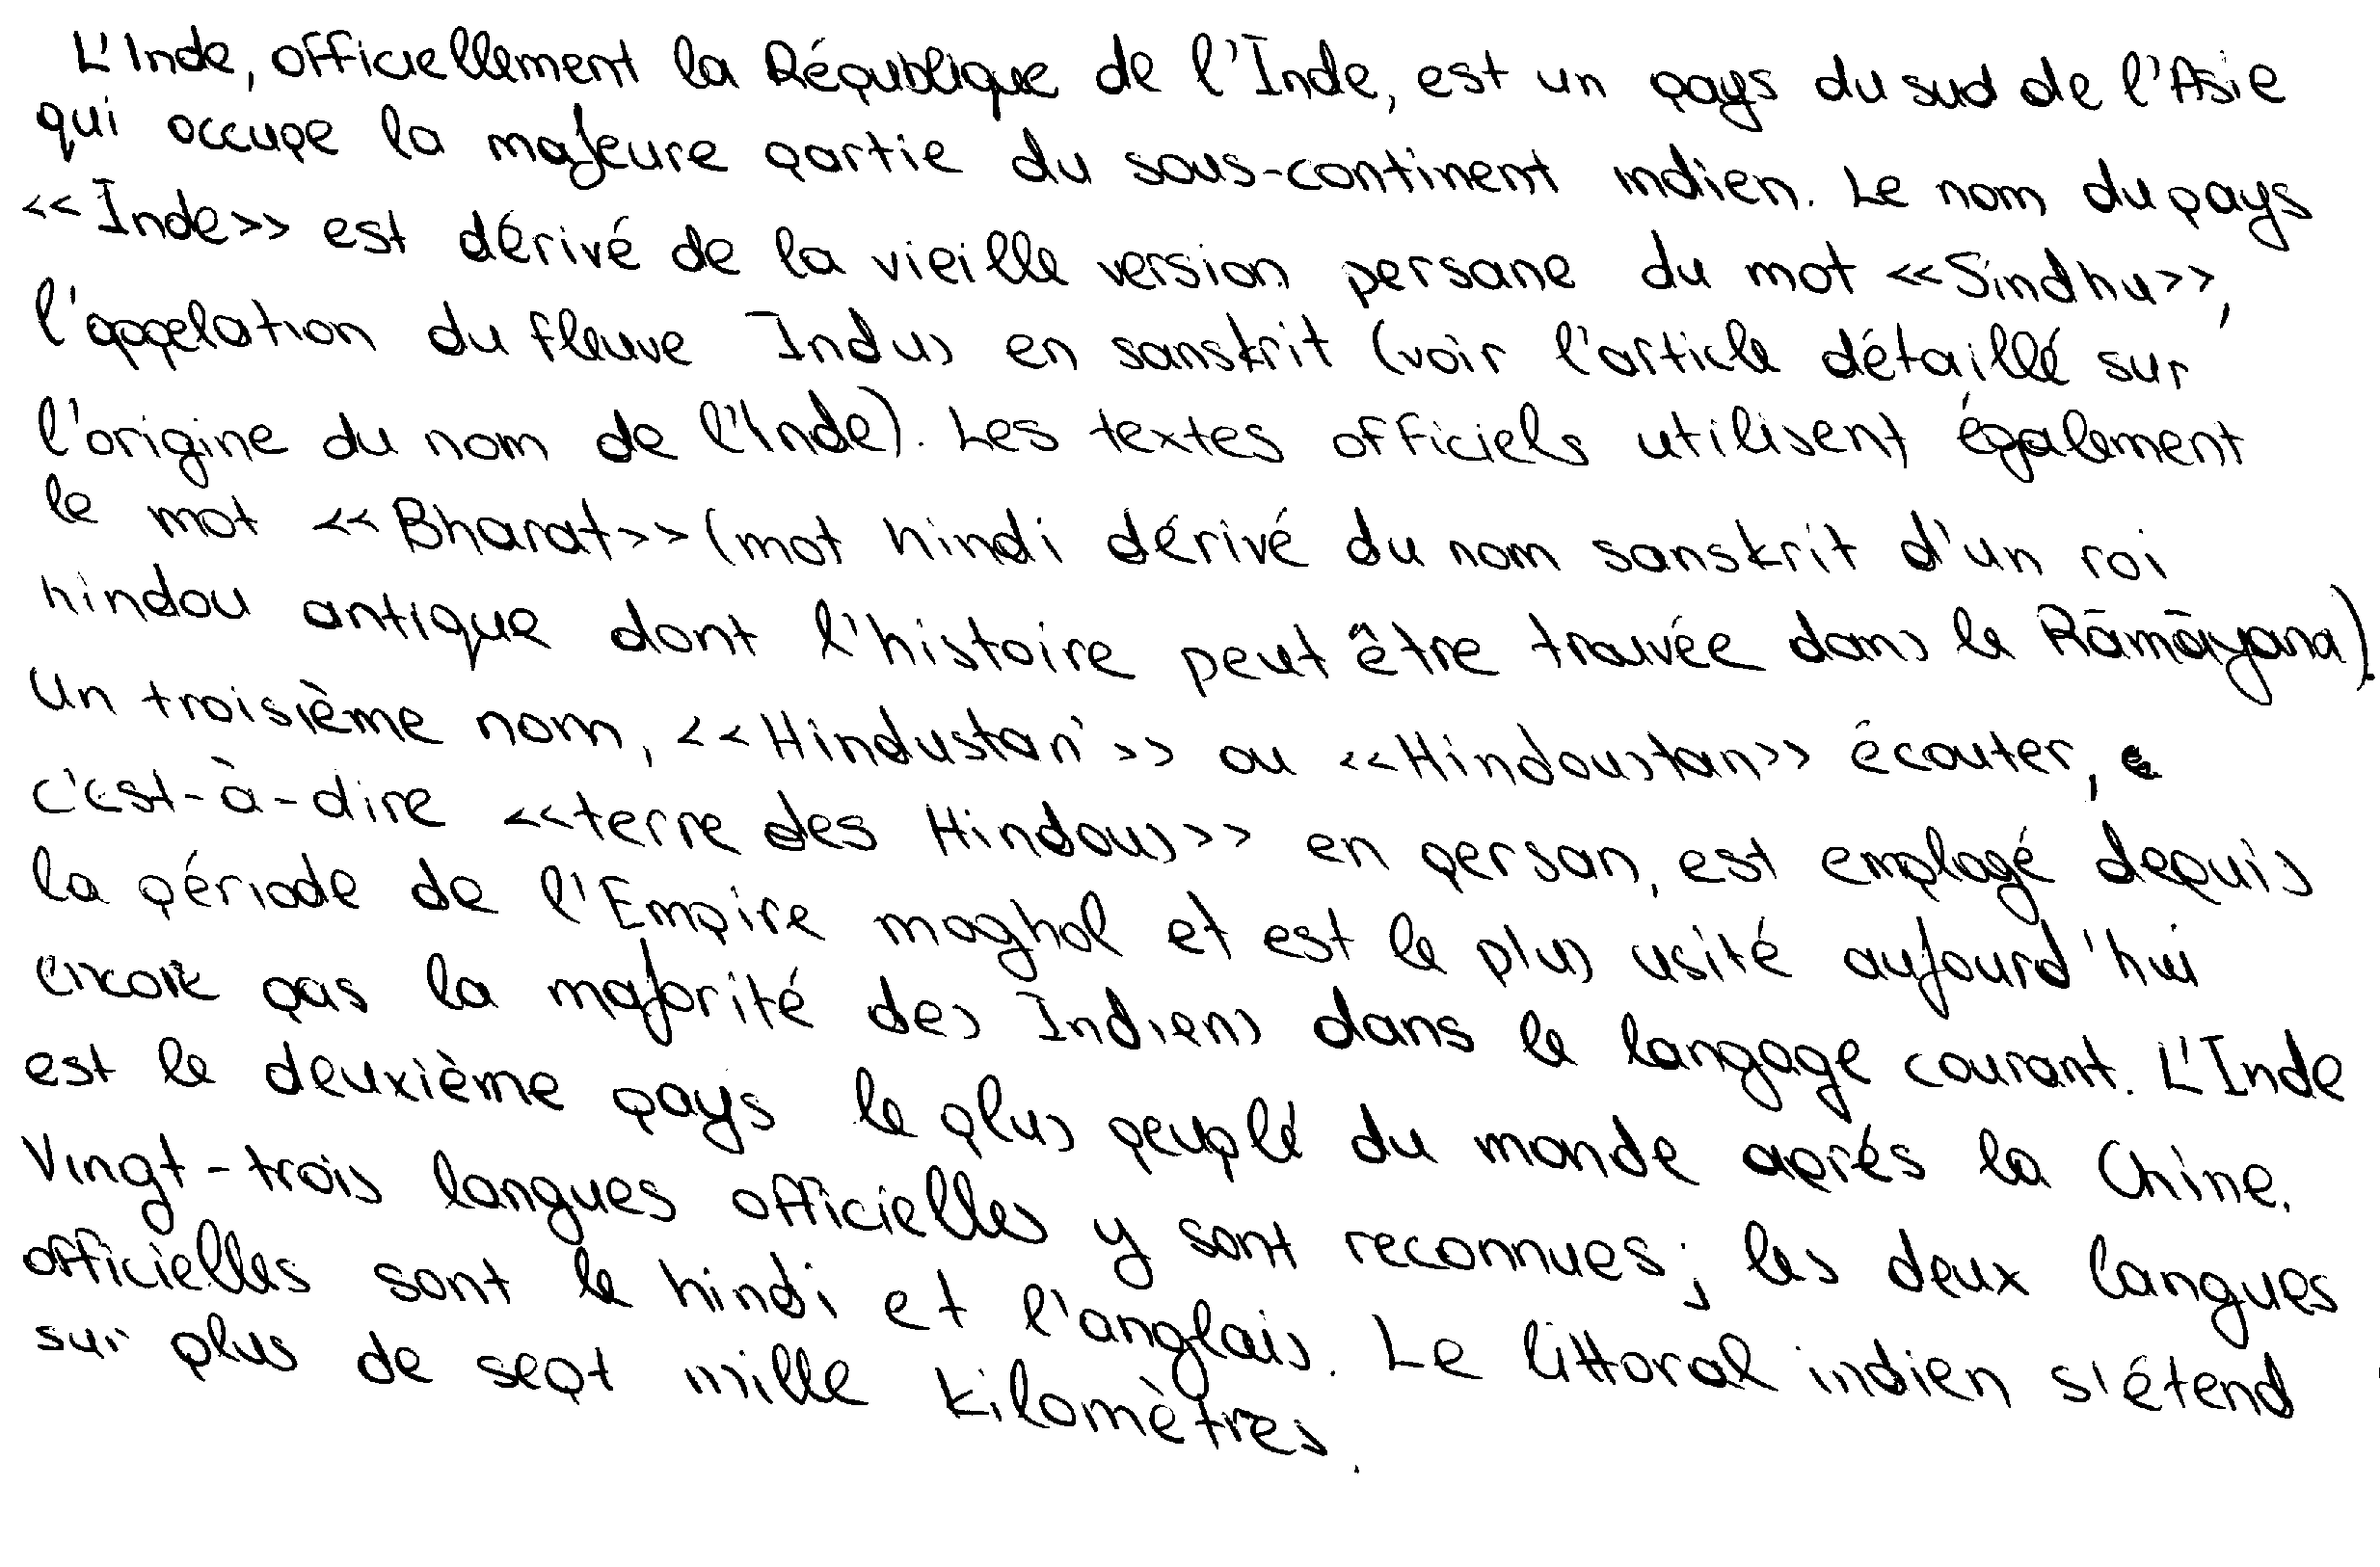 L'Inde, officiellement la République de l'Inde, est un pays du sud de l'Asie
qui occupe la majeure partie du sous-continent indien. Le nom du pays
<<Inde>> est dérivé de la vieille version persane du mot <<Sindhu>>,
l'appelation du fleuve Indus en sanskrit (voir l'article détaillé sur
l'origine du nom de l'Inde). Les textes officiels utilisent également
le mot <<Bharat>> (mot hindi dérivé du nom sanskrit d'un roi
hindou antique dont l'histoire peut être trouvée dans le Rāmāyana).
Un troisième nom, <<Hindustan>> ou <<Hindoustan>> écouter,
c'est-à-dire <<terre des Hindous>> en persan, est employé depuis
la période de l'Empire moghol et est le plus usité aujourd'hui
encore pas la majorité des Indiens dans le langage courant. L'Inde
est le deuxième pays le plus peuplé du monde après la Chine.
Vingt-trois langues officielles y sont reconnues; les deux langues
officielles sont le hindi et l'anglais. Le littoral indien s'étend
sur plus de sept mille kilomètres.